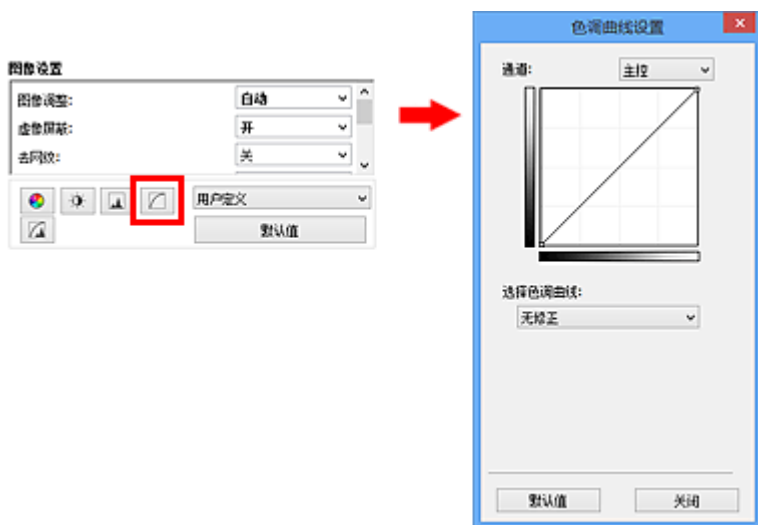 图像设置
图像调整: 自动
虚像屏蔽: 开
去网纹: 关
用户定义
默认值
色调曲线设置
通道: 主控
选择色调曲线:
无修正
默认值 关闭